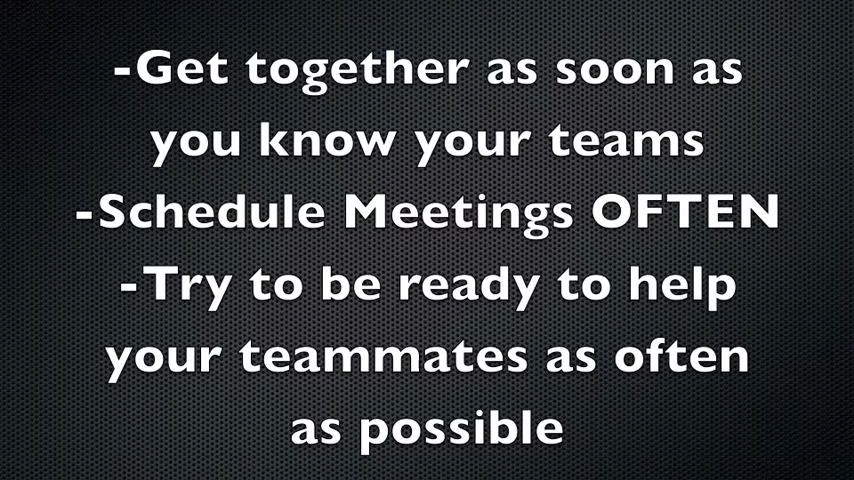 -Get together as soon as
you know your teams
-Schedule Meetings OFTEN
-Try to be ready to help
your teammates as often
as possible